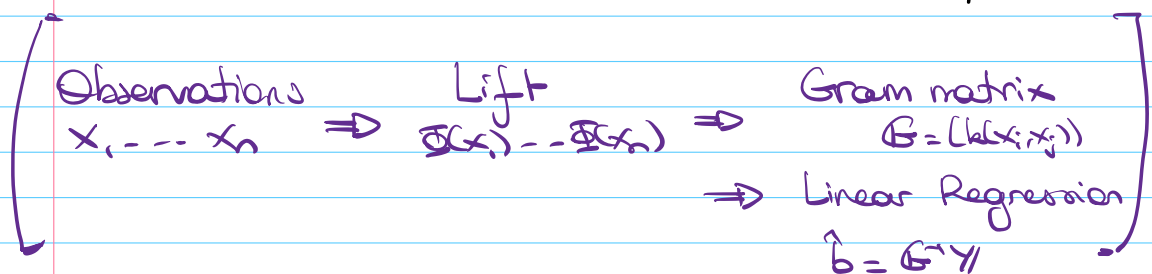 Observations Lift Gram matrix
x₁ --- xₙ ⇒ Φ(x₁) -- Φ(xₙ) ⇒ G = (k(xᵢ,xⱼ))
⇒ Linear Regression
b̂ = G⁻¹Y